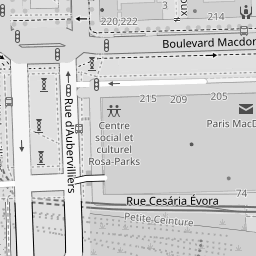 220;222
3
214
Boulevard Macdon
215
209
205
Centre
social et
culturel
Rosa-Parks
Paris MacD
Rue d'Aubervilliers
74
Rue Cesária Évora
Petite Ceinture